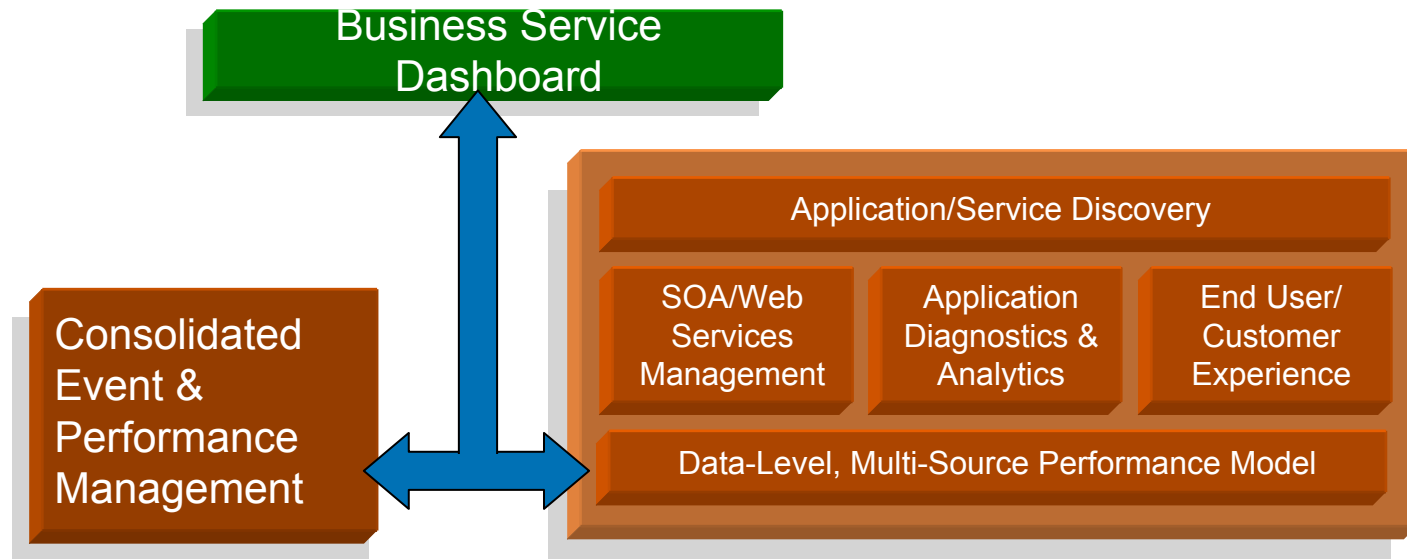 Business Service
Dashboard
Application/Service Discovery
SOA/Web
Services
Management
Application
Diagnostics &
Analytics
End User/
Customer
Experience
Consolidated
Event &
Performance
Management
Data-Level, Multi-Source Performance Model